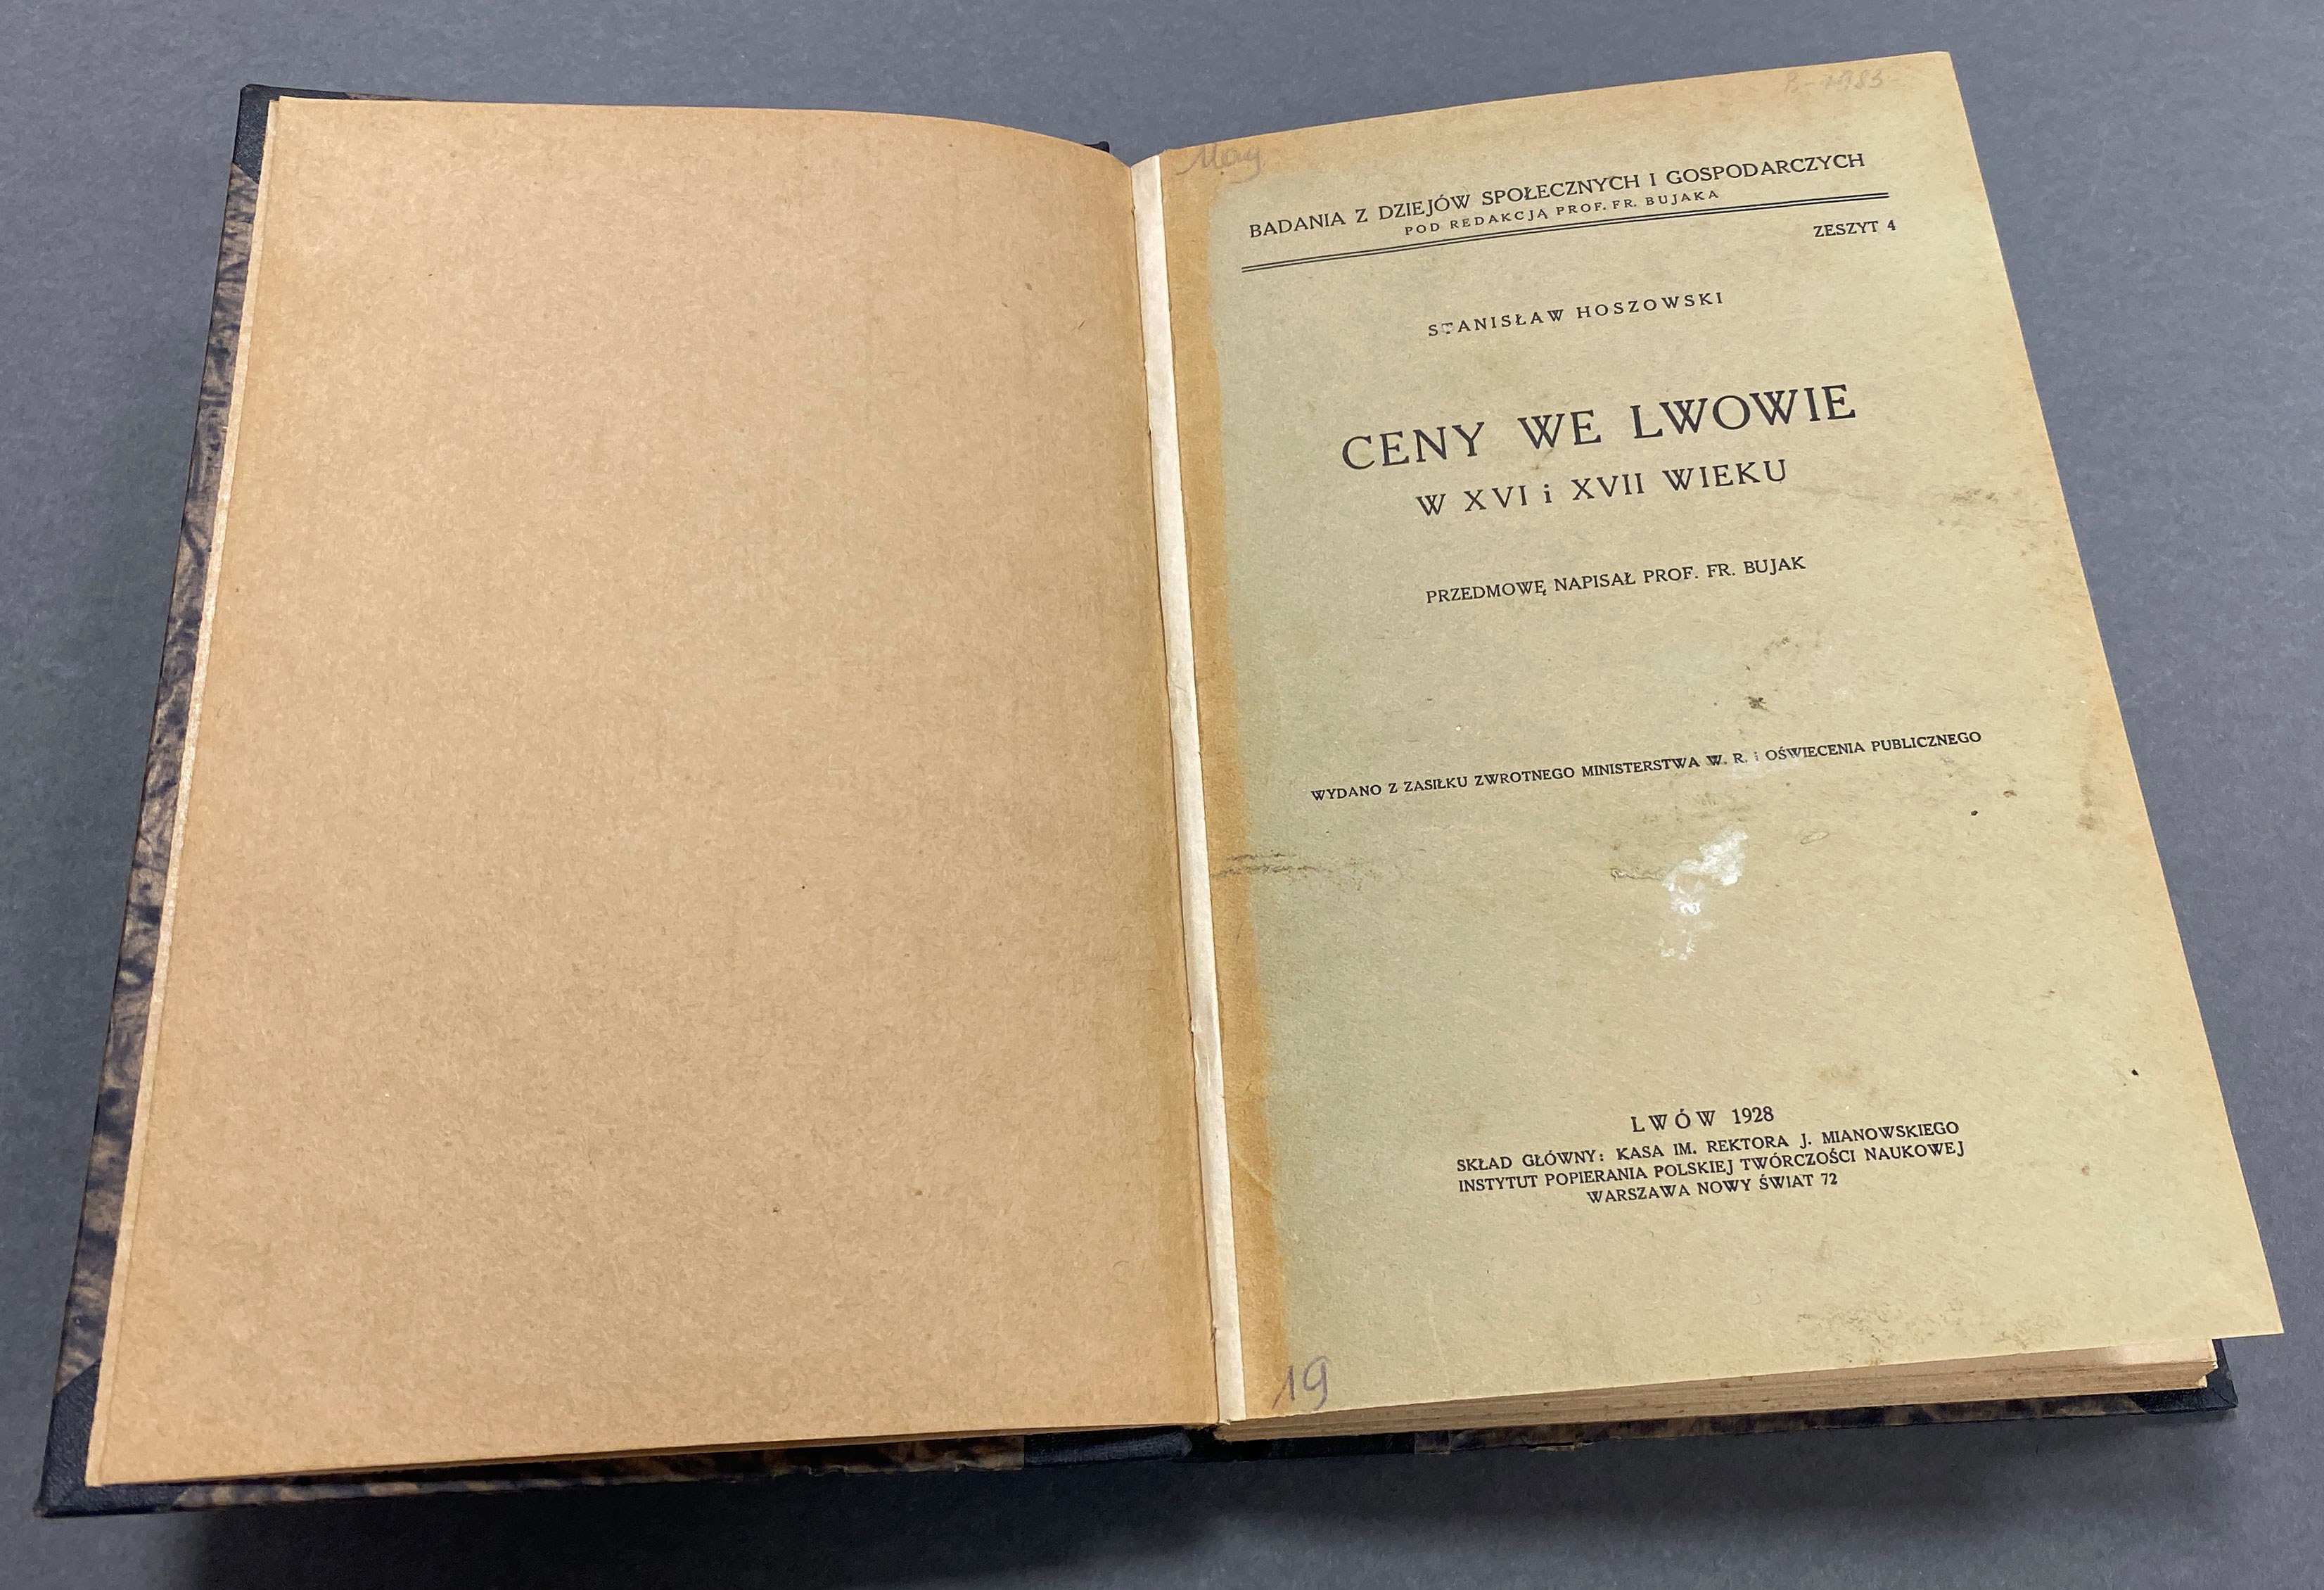 Mag
BADANIA Z DZIEJÓW SPOŁECZNYCH I GOSPODARCZYCH
POD REDAKCJĄ PROF. FR. BUJAKA
ZESZYT 4
STANISŁAW HOSZOWSKI
CENY WE LWOWIE
W XVI i XVII WIEKU
PRZEDMOWĘ NAPISAŁ PROF. FR. BUJAK
WYDANO Z ZASIŁKU ZWROTNEGO MINISTERSTWA W. R. i OŚWIECENIA PUBLICZNEGO
LWÓW 1928
SKŁAD GŁÓWNY: KASA IM. REKTORA J. MIANOWSKIEGO
INSTYTUT POPIERANIA POLSKIEJ TWÓRCZOŚCI NAUKOWEJ
WARSZAWA NOWY ŚWIAT 72
19